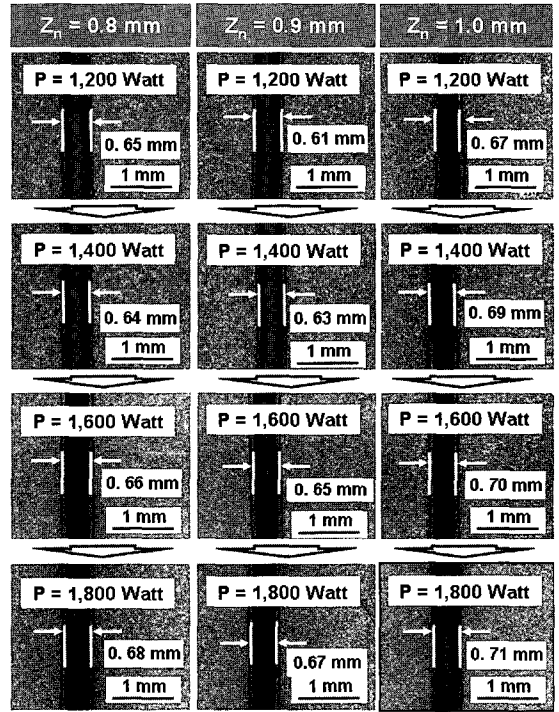 Zn = 0.8 mm Zn = 0.9 mm Zn = 1.0 mm
P = 1,200 Watt P = 1,200 Watt P = 1,200 Watt
0. 65 mm 0. 61 mm 0. 67 mm
1 mm 1 mm 1 mm
P = 1,400 Watt P = 1,400 Watt P = 1,400 Watt
0. 64 mm 0. 63 mm 0. 69 mm
1 mm 1 mm 1 mm
P = 1,600 Watt P = 1,600 Watt P = 1,600 Watt
0. 66 mm 0. 65 mm 0. 70 mm
1 mm 1 mm 1 mm
P = 1,800 Watt P = 1,800 Watt P = 1,800 Watt
0. 68 mm 0.67 mm 0. 71 mm
1 mm 1 mm 1 mm